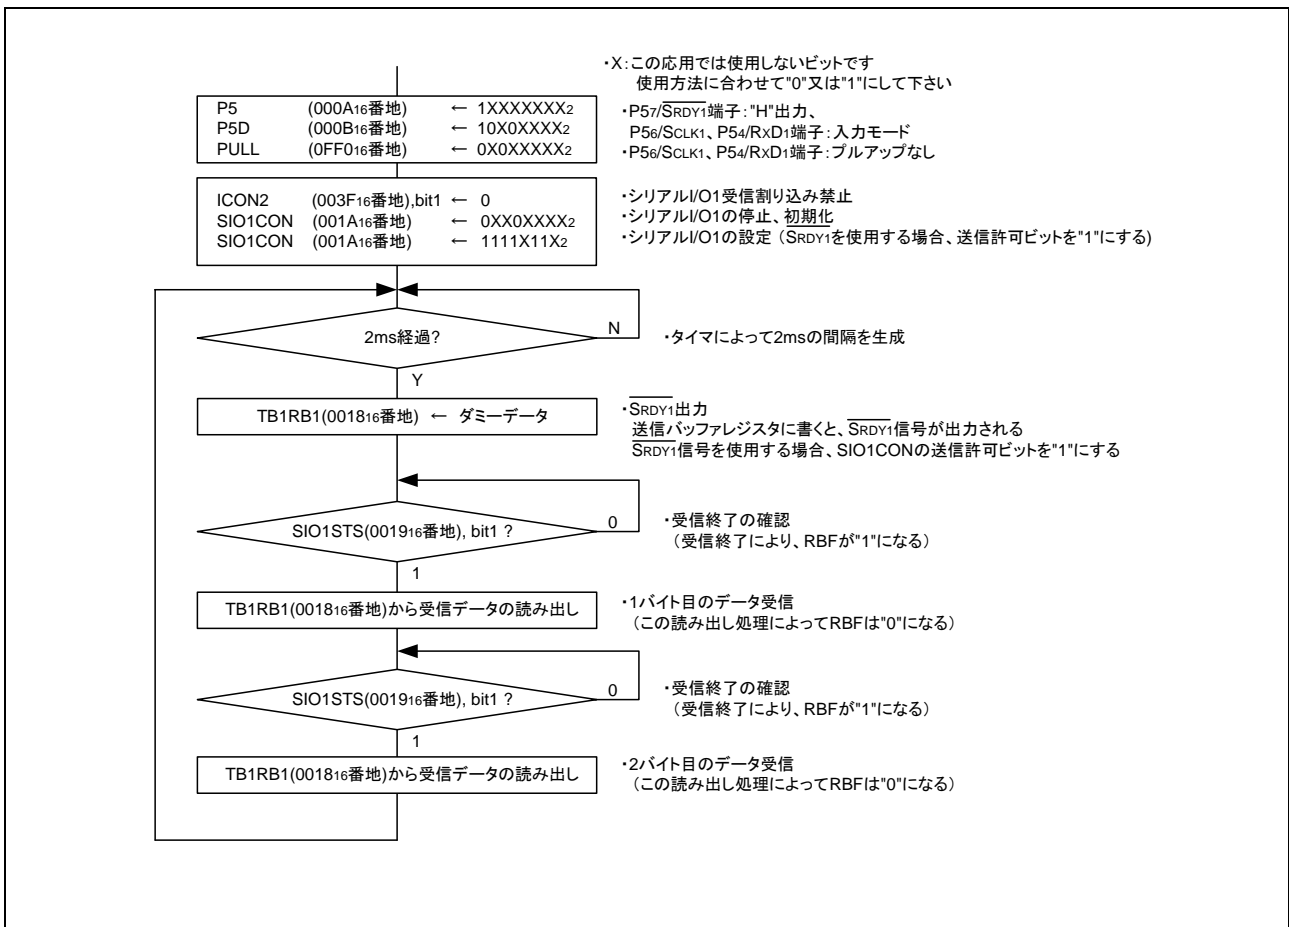 ・X:この応用では使用しないビットです
使用方法に合わせて"0"又は"1"にして下さい
P5 (000A16番地) ← 1XXXXXXX2
P5D (000B16番地) ← 10X0XXXX2
PULL (0FF016番地) ← 0X0XXXXX2
・P57/SRDY1端子:"H"出力、
P56/SCLK1、P54/RxD1端子:入力モード
・P56/SCLK1、P54/RxD1端子:プルアップなし
ICON2 (003F16番地),bit1 ← 0
SIO1CON (001A16番地) ← 0XX0XXXX2
SIO1CON (001A16番地) ← 1111X11X2
・シリアルI/O1受信割り込み禁止
・シリアルI/O1の停止、初期化
・シリアルI/O1の設定 (SRDY1を使用する場合、送信許可ビットを"1"にする)
2ms経過?
N
・タイマによって2msの間隔を生成
Y
TB1RB1(001816番地) ← ダミーデータ
・SRDY1出力
送信バッファレジスタに書くと、SRDY1信号が出力される
SRDY1信号を使用する場合、SIO1CONの送信許可ビットを"1"にする
SIO1STS(001916番地), bit1 ?
0
・受信終了の確認
(受信終了により、RBFが"1"になる)
1
TB1RB1(001816番地)から受信データの読み出し
・1バイト目のデータ受信
(この読み出し処理によってRBFは"0"になる)
SIO1STS(001916番地), bit1 ?
0
・受信終了の確認
(受信終了により、RBFが"1"になる)
1
TB1RB1(001816番地)から受信データの読み出し
・2バイト目のデータ受信
(この読み出し処理によってRBFは"0"になる)